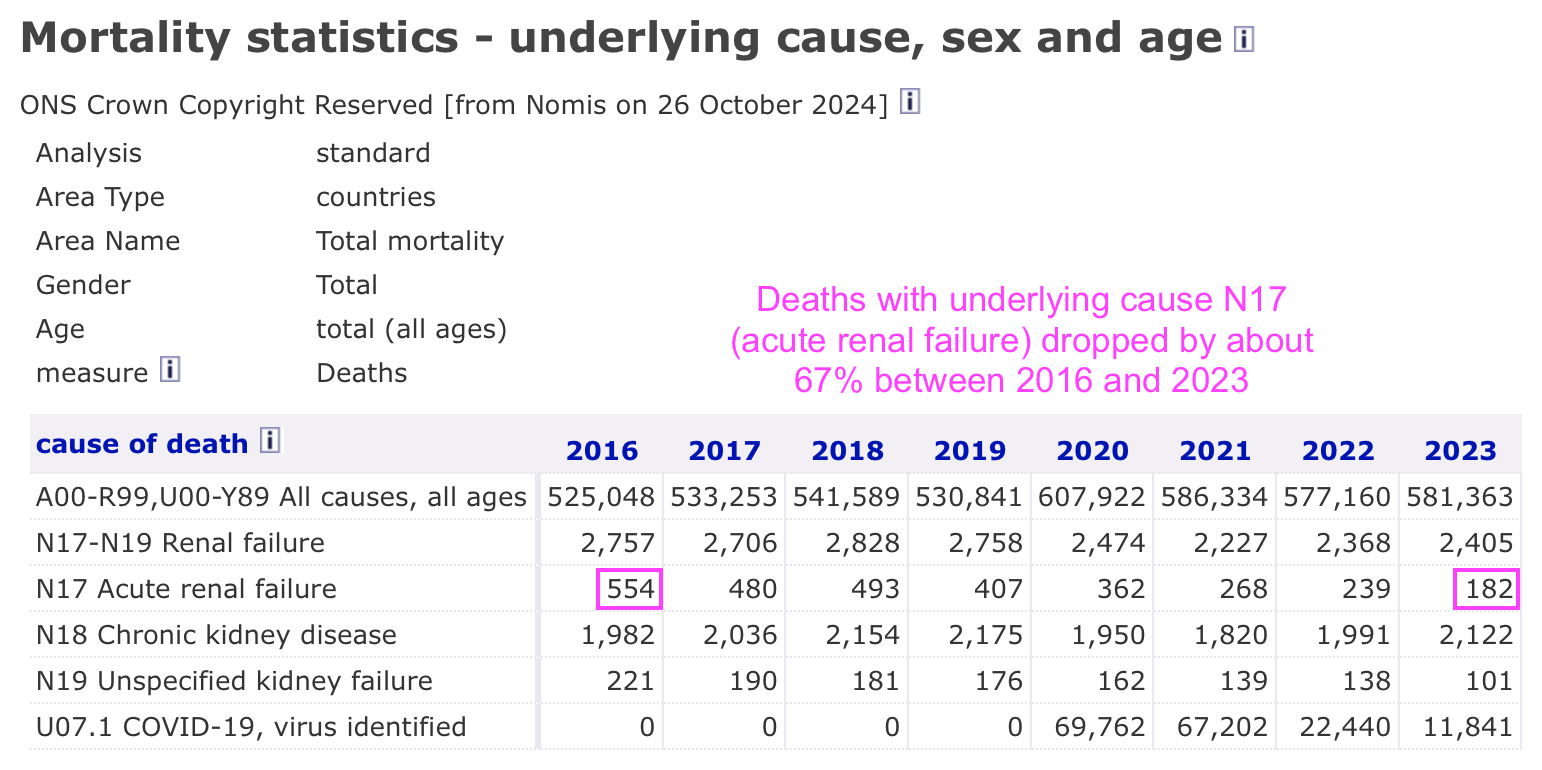 Mortality statistics - underlying cause, sex and age i
ONS Crown Copyright Reserved [from Nomis on 26 October 2024] i
Analysis standard
Area Type countries
Area Name Total mortality
Gender Total
Age total (all ages)
measure i Deaths
Deaths with underlying cause N17
(acute renal failure) dropped by about
67% between 2016 and 2023
cause of death i 2016 2017 2018 2019 2020 2021 2022 2023
A00-R99,U00-Y89 All causes, all ages 525,048 533,253 541,589 530,841 607,922 586,334 577,160 581,363
N17-N19 Renal failure 2,757 2,706 2,828 2,758 2,474 2,227 2,368 2,405
N17 Acute renal failure 554 480 493 407 362 268 239 182
N18 Chronic kidney disease 1,982 2,036 2,154 2,175 1,950 1,820 1,991 2,122
N19 Unspecified kidney failure 221 190 181 176 162 139 138 101
U07.1 COVID-19, virus identified 0 0 0 0 69,762 67,202 22,440 11,841